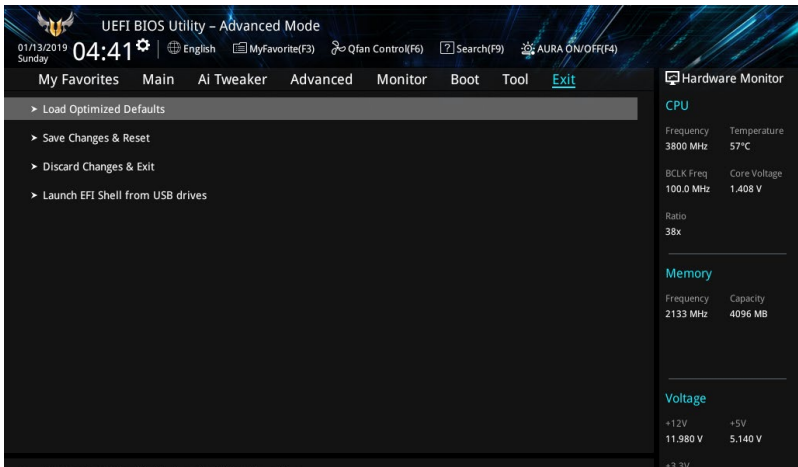 UEFI BIOS Utility – Advanced Mode
01/13/2019 Sunday 04:41 English MyFavorite(F3) Qfan Control(F6) ? Search(F9) AURA ON/OFF(F4)
My Favorites Main Ai Tweaker Advanced Monitor Boot Tool Exit
Hardware Monitor
> Load Optimized Defaults
> Save Changes & Reset
> Discard Changes & Exit
> Launch EFI Shell from USB drives
CPU
Frequency Temperature
3800 MHz 57°C
BCLK Freq Core Voltage
100.0 MHz 1.408 V
Ratio
38x
Memory
Frequency Capacity
2133 MHz 4096 MB
Voltage
+12V +5V
11.980 V 5.140 V
+3.3V